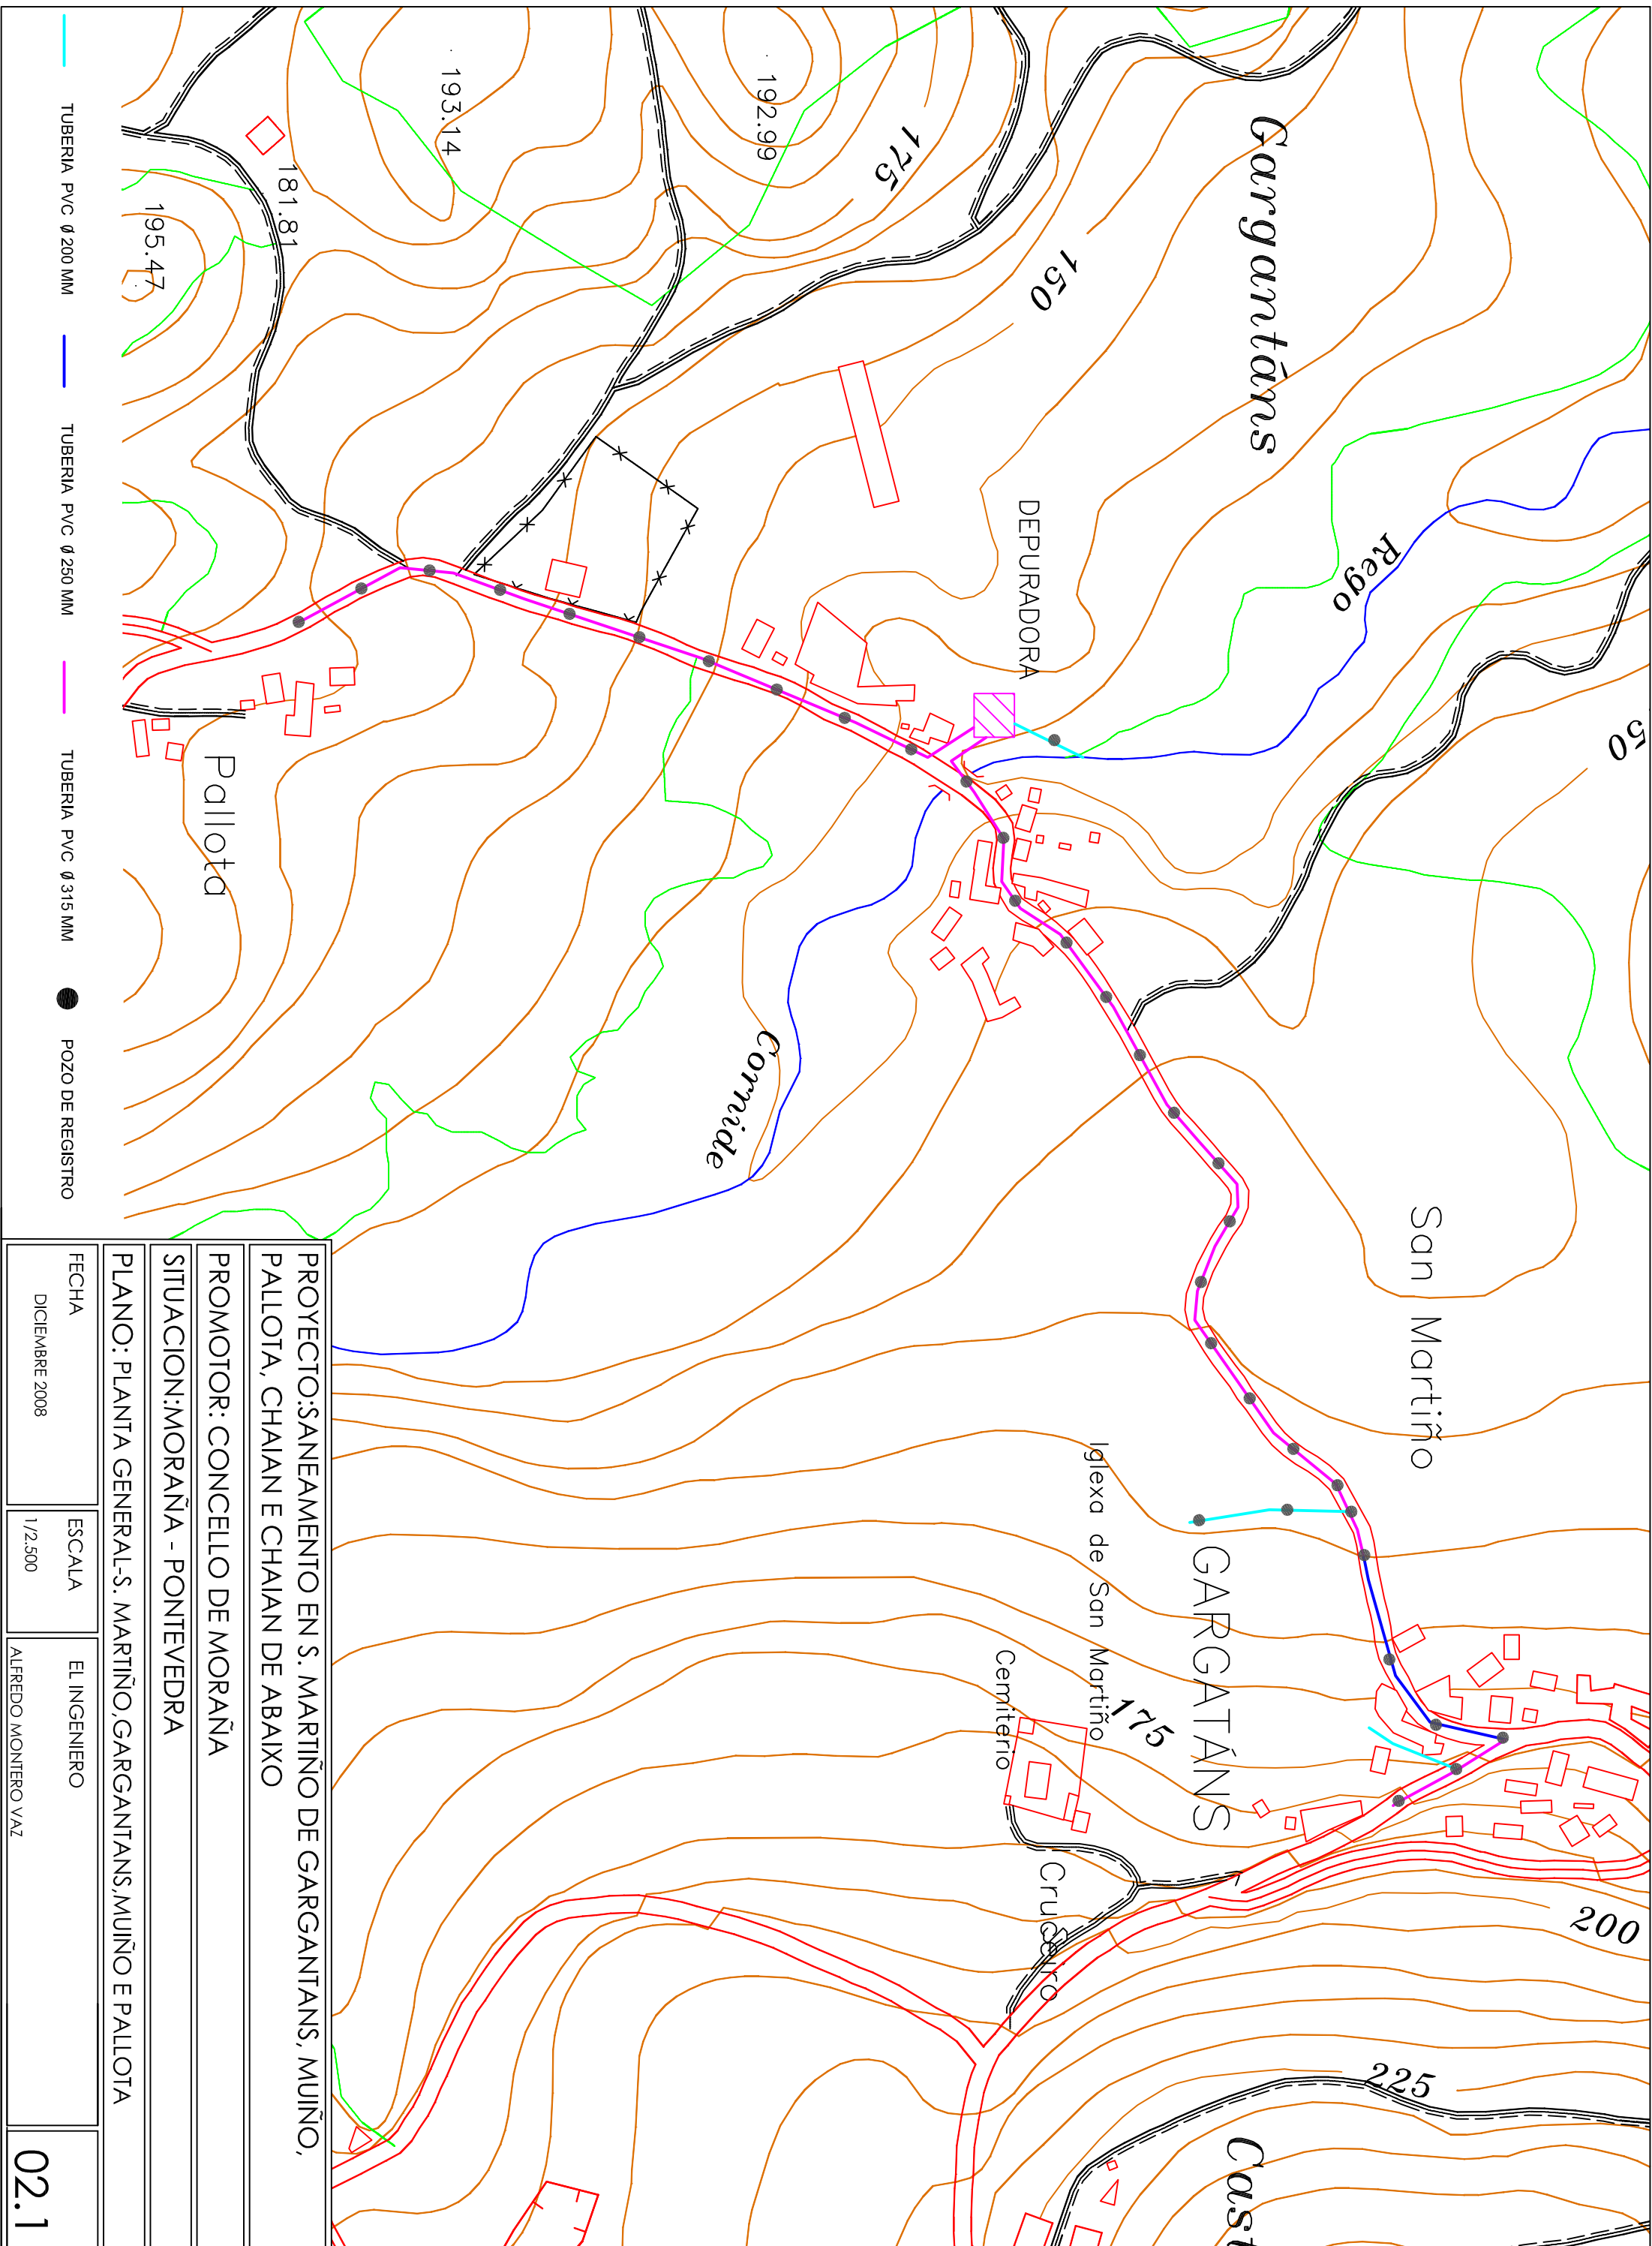 Gargantáns
192.99
193.14
175
181.81
195.47
150
Rego
DEPURADORA
50
Pallota
Cornide
San Martiño
Iglexa de San Martiño
GARGATÁNS
Cemiterio
175
Cruceiro
200
225
Cast
TUBERIA PVC Ø 200 MM
TUBERIA PVC Ø 250 MM
TUBERIA PVC Ø 315 MM
POZO DE REGISTRO
PROYECTO:SANEAMENTO EN S. MARTIÑO DE GARGANTANS, MUIÑO,
PALLOTA, CHAIAN E CHAIAN DE ABAIXO
PROMOTOR: CONCELLO DE MORAÑA
SITUACION:MORAÑA - PONTEVEDRA
PLANO: PLANTA GENERAL-S. MARTIÑO,GARGANTANS,MUIÑO E PALLOTA
FECHA
DICIEMBRE 2008
ESCALA
1/2.500
EL INGENIERO
ALFREDO MONTERO VAZ
02.1